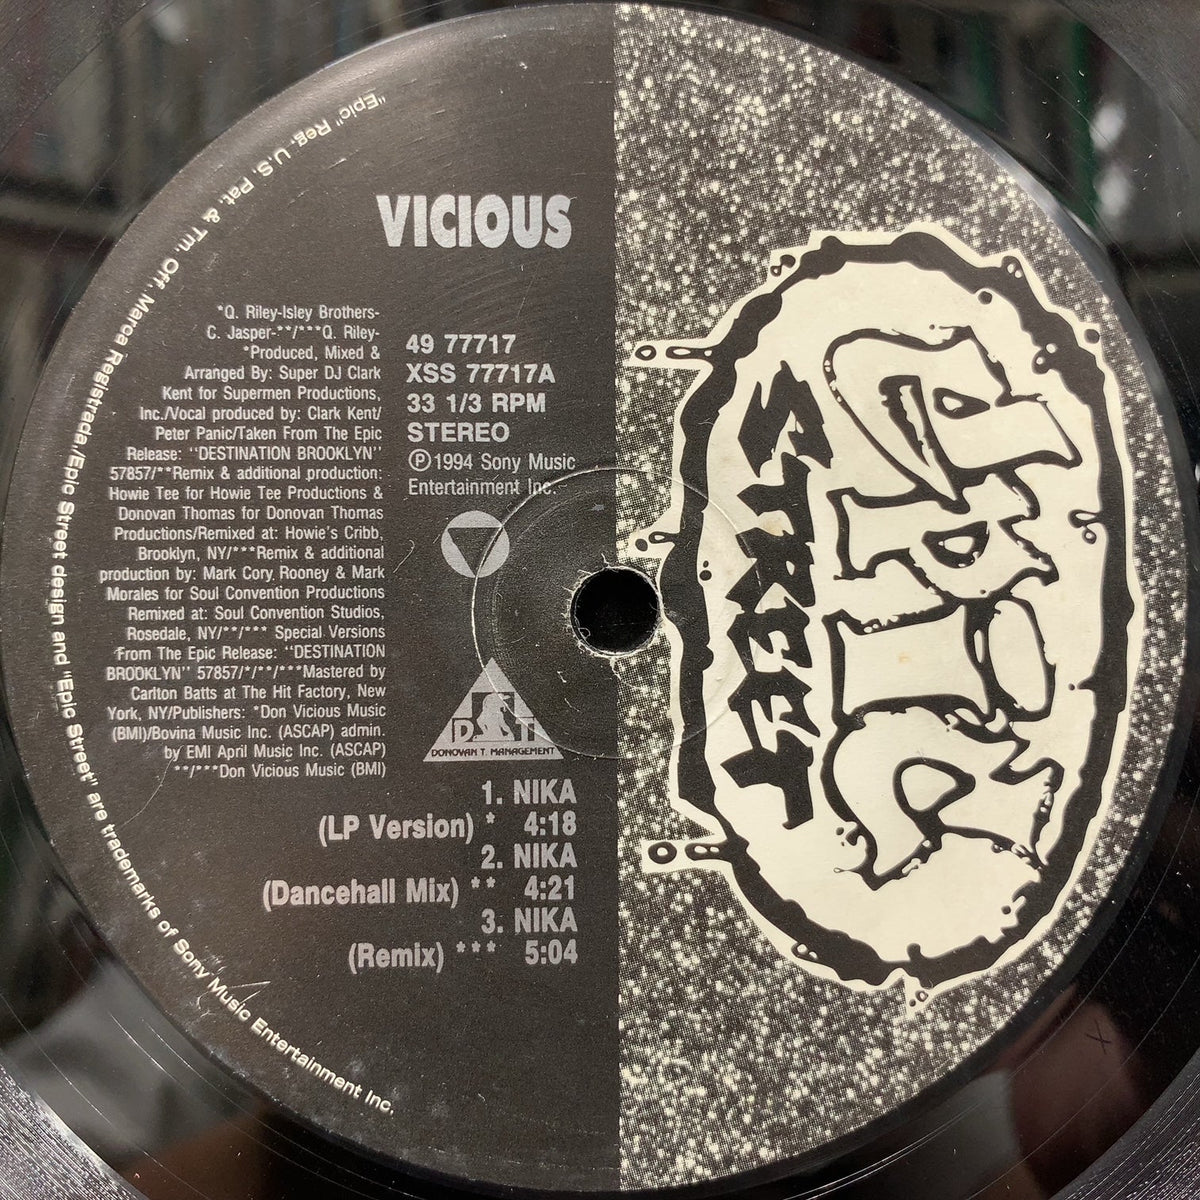 VICIOUS
*Q. Riley-Isley Brothers-
C. Jasper-**/***Q. Riley-
*Produced, Mixed &
Arranged By: Super DJ Clark
Kent for Supermen Productions,
Inc./Vocal produced by: Clark Kent/
Peter Panic/Taken From The Epic
Release: "DESTINATION BROOKLYN"
57857/**Remix & additional production:
Howie Tee for Howie Tee Productions &
Donovan Thomas for Donovan Thomas
Productions/Remixed at: Howie's Cribb,
Brooklyn, NY/***Remix & additional
production by: Mark Cory Rooney & Mark
Morales for Soul Convention Productions
Remixed at: Soul Convention Studios,
Rosedale, NY/**/*** Special Versions
From The Epic Release: "DESTINATION
BROOKLYN" 57857/*/**/***Mastered by
Carlton Batts at The Hit Factory, New
York, NY/Publishers: *Don Vicious Music
(BMI)/Bovina Music Inc. (ASCAP) admin.
by EMI April Music Inc. (ASCAP)
**/***Don Vicious Music (BMI)
49 77717
XSS 77717A
33 1/3 RPM
STEREO
Ⓟ1994 Sony Music
Entertainment Inc.
D T
DONOVAN T. MANAGEMENT
1. NIKA
(LP Version) * 4:18
2. NIKA
(Dancehall Mix) ** 4:21
3. NIKA
(Remix) *** 5:04
"Epic" Reg. U.S. Pat. & Tm. Off. Marca Registrada/Epic Street design and "Epic Street" are trademarks of Sony Music Entertainment Inc.
EPIC
STREET